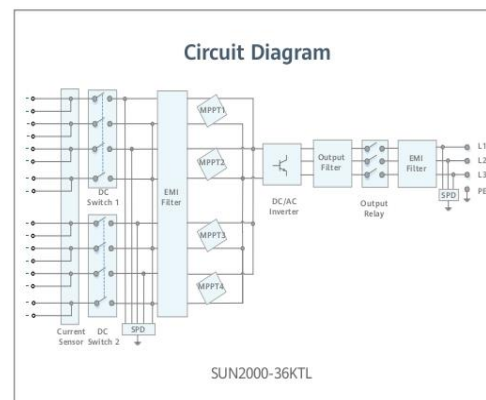 Circuit Diagram
MPPT1
MPPT2
MPPT3
MPPT4
DC
Switch 1
EMI
Filter
DC/AC
Inverter
Output
Filter
Output
Relay
EMI
Filter
L1
L2
L3
PE
SPD
Current
Sensor
DC
Switch 2
SPD
SUN2000-36KTL